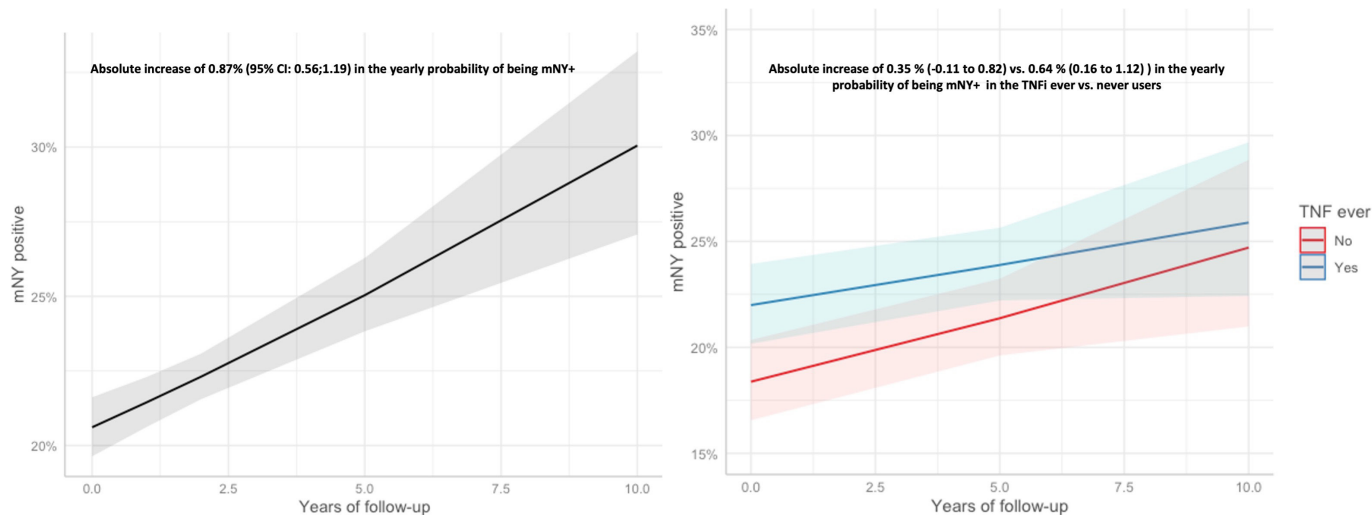 Absolute increase of 0.87% (95% CI: 0.56;1.19) in the yearly probability of being mNY+
30%
25%
20%
mNY positive
0.0
2.5
5.0
7.5
10.0
Years of follow-up
Absolute increase of 0.35 % (-0.11 to 0.82) vs. 0.64 % (0.16 to 1.12) ) in the yearly
probability of being mNY+ in the TNFi ever vs. never users
35%
30%
25%
20%
15%
mNY positive
0.0
2.5
5.0
7.5
10.0
Years of follow-up
TNF ever
No
Yes